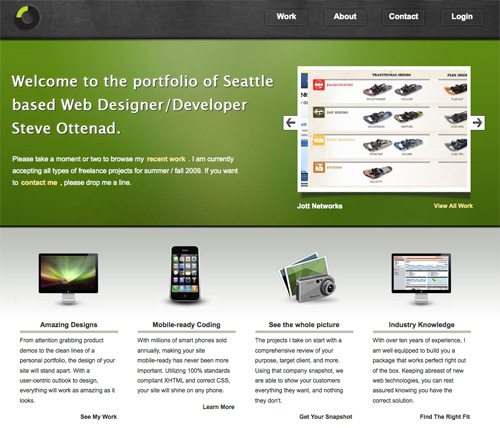 Work About Contact Login
Welcome to the portfolio of Seattle
based Web Designer/Developer
Steve Ottenad.
Please take a moment or two to browse my recent work . I am currently
accepting all types of freelance projects for summer / fall 2009. If you want
to contact me , please drop me a line.
TRADITIONAL SERIES
FLEX SERIES
BACKCOUNTRY
DAY HIKING
Jott Networks
View All Work
Amazing Designs
From attention grabbing product
demos to the clean lines of a
personal portfolio, the design of your
site will stand apart. With a
user-centric outlook to design,
everything will work as amazing as it
looks.
See My Work
Mobile-ready Coding
With millions of smart phones sold
annually, making your site
mobile-ready has never been more
important. Utilizing 100% standards
compliant XHTML and correct CSS,
your site will shine on any phone.
Learn More
See the whole picture
The projects I take on start with a
comprehensive review of your
purpose, target client, and more.
Using that company snapshot, we
are able to show your customers
everything they want, and nothing
they don't.
Get Your Snapshot
Industry Knowledge
With over ten years of experience, I
am well equipped to build you a
package that works perfect right out
of the box. Keeping abreast of new
web technologies, you can rest
assured knowing you have the
correct solution.
Find The Right Fit